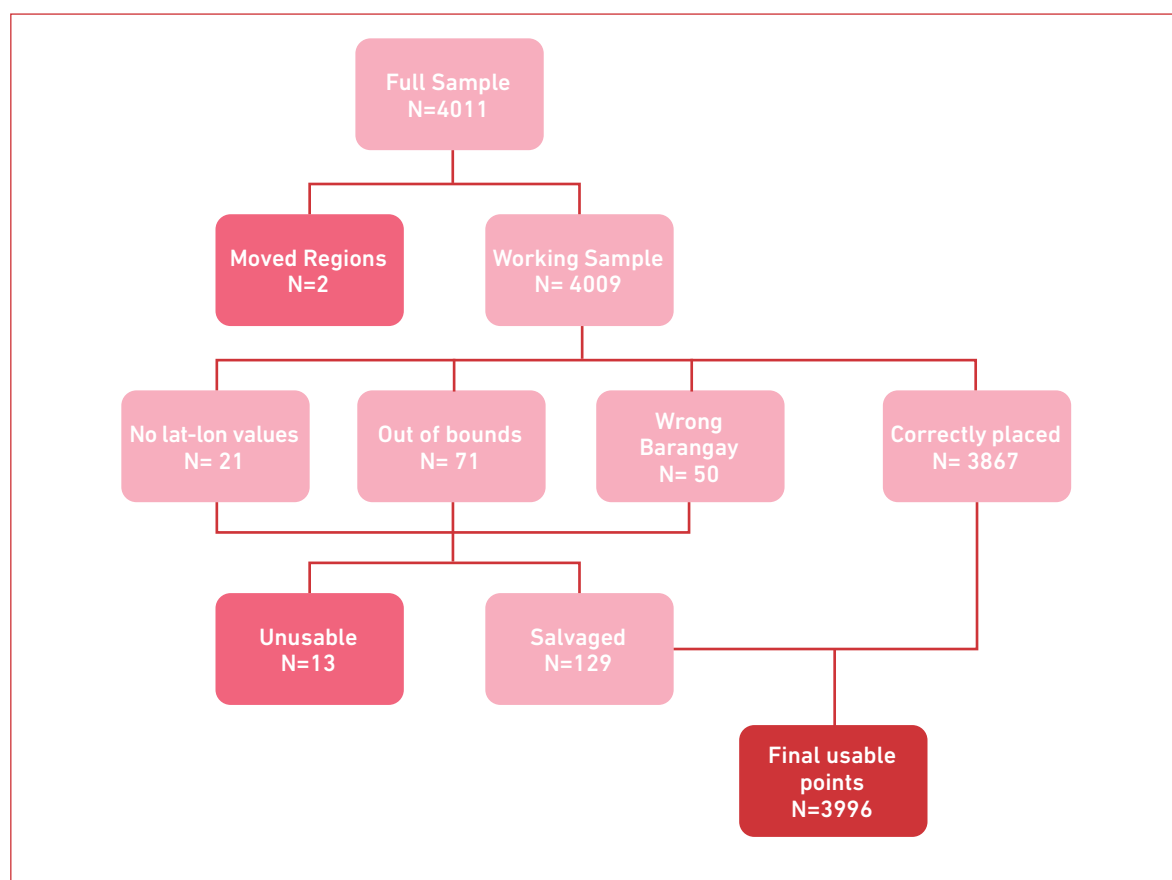 Full Sample
N=4011
Moved Regions
N=2
Working Sample
N= 4009
No lat-lon values
N= 21
Out of bounds
N= 71
Wrong
Barangay
N= 50
Correctly placed
N= 3867
Unusable
N=13
Salvaged
N=129
Final usable
points
N=3996